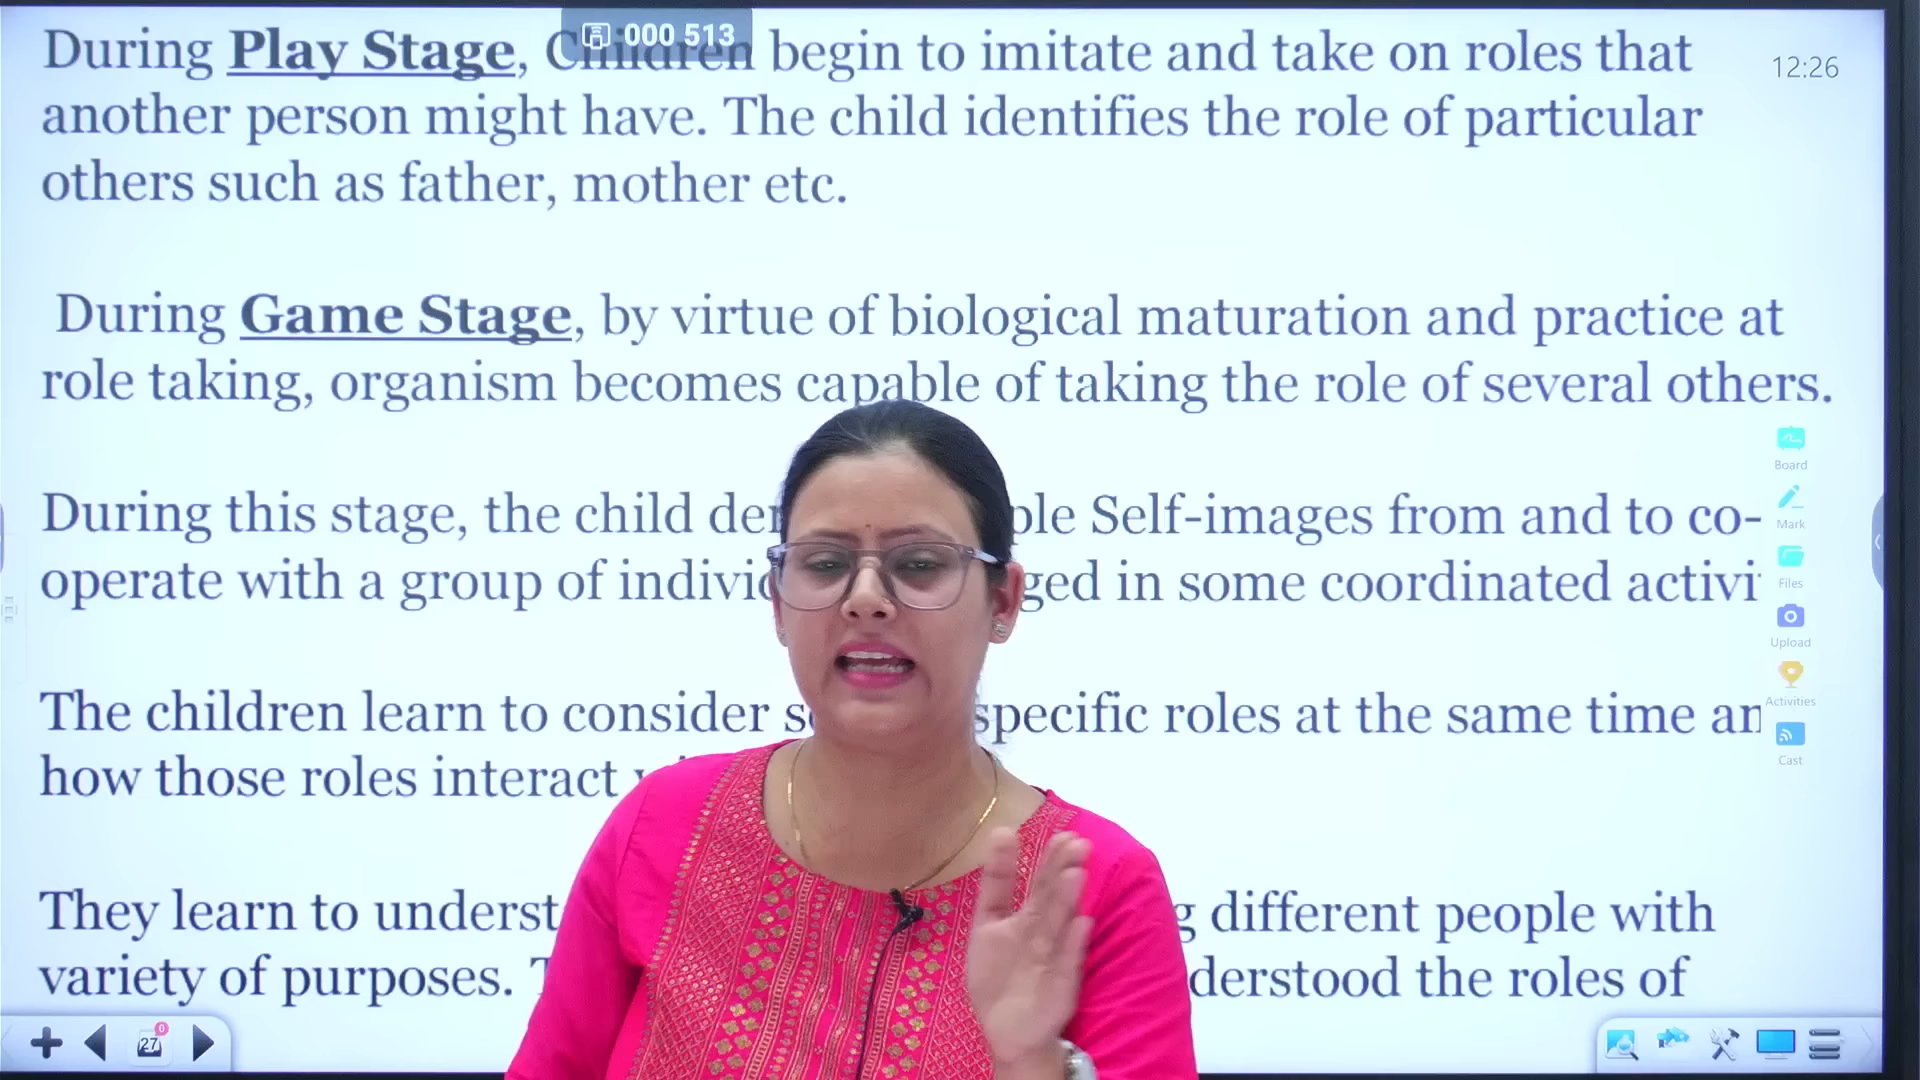 000 513
12:26
During Play Stage, Children begin to imitate and take on roles that
another person might have. The child identifies the role of particular
others such as father, mother etc.
During Game Stage, by virtue of biological maturation and practice at
role taking, organism becomes capable of taking the role of several others.
During this stage, the child Self-images from and to co-
operate with a group of in some coordinated
The children learn to consider specific roles at the same time
how those roles interact
They learn to different people with
variety of purposes. the roles of
Board
Mark
Files
Upload
Activities
Cast
27
0